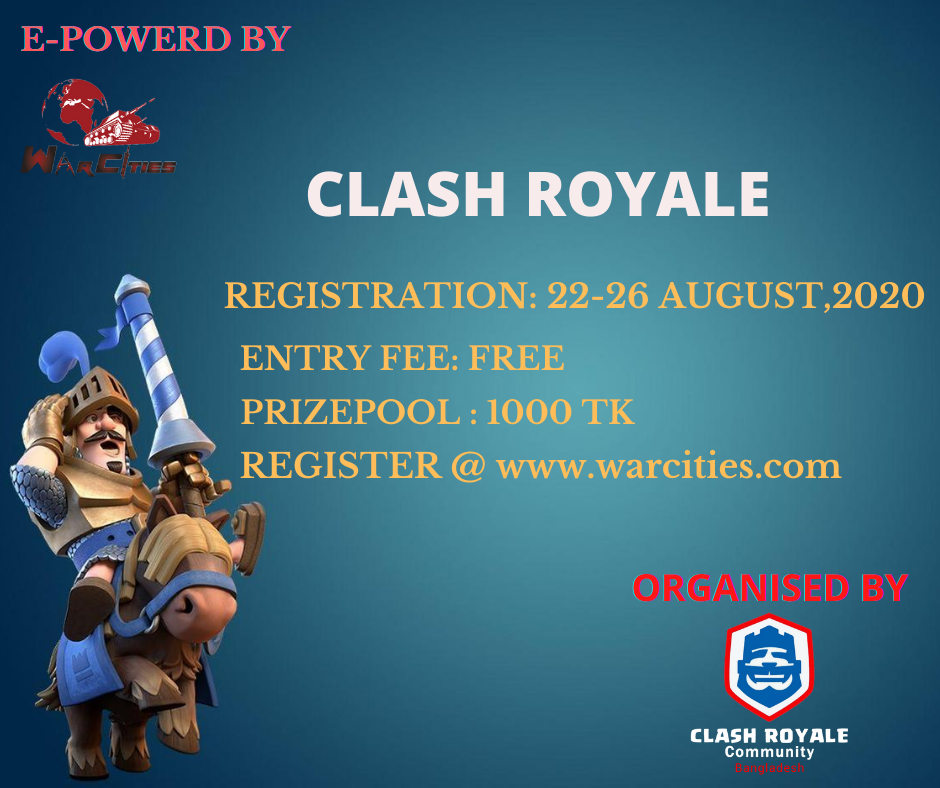 E-POWERD BY
WARCITIES
CLASH ROYALE
REGISTRATION: 22-26 AUGUST,2020
ENTRY FEE: FREE
PRIZEPOOL : 1000 TK
REGISTER @ www.warcities.com
ORGANISED BY
CLASH ROYALE
Community
Bangladesh